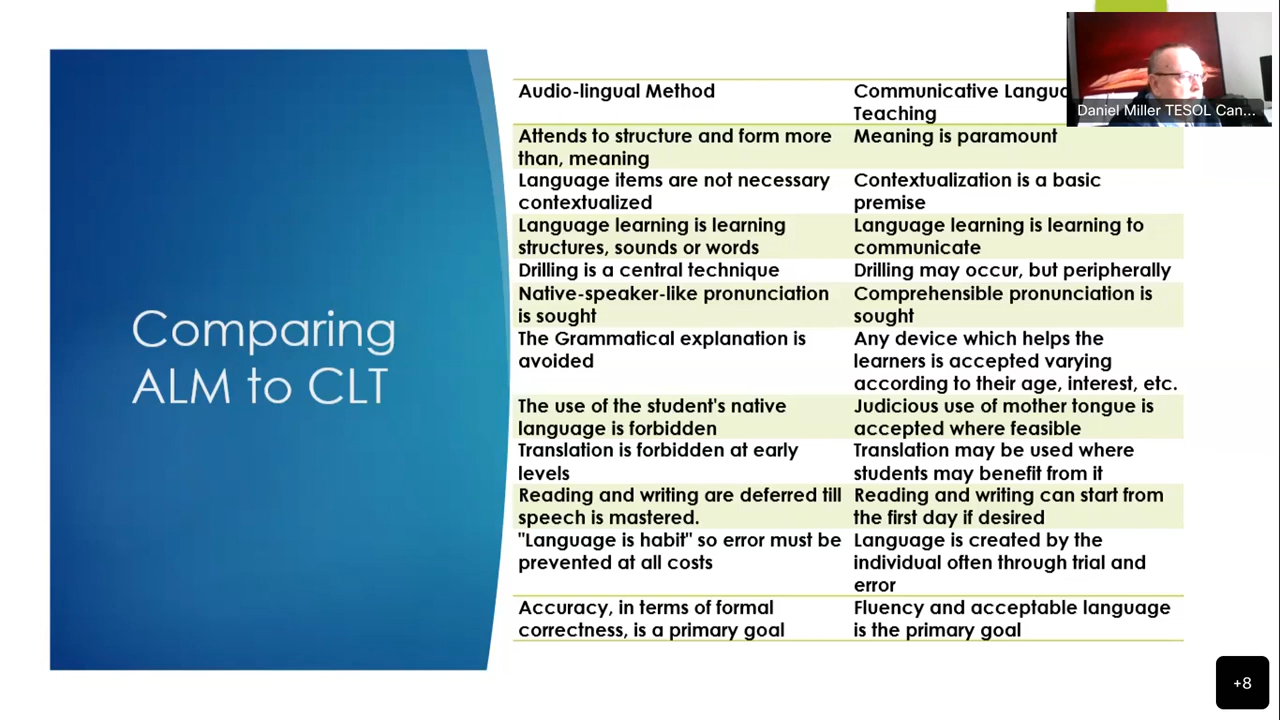 Comparing
ALM to CLT
Audio-lingual Method
Communicative Languag
Teaching
Attends to structure and form more
than, meaning
Meaning is paramount
Language items are not necessary
contextualized
Contextualization is a basic
premise
Language learning is learning
structures, sounds or words
Language learning is learning to
communicate
Drilling is a central technique
Drilling may occur, but peripherally
Native-speaker-like pronunciation
is sought
Comprehensible pronunciation is
sought
The Grammatical explanation is
avoided
Any device which helps the
learners is accepted varying
according to their age, interest, etc.
The use of the student's native
language is forbidden
Judicious use of mother tongue is
accepted where feasible
Translation is forbidden at early
levels
Translation may be used where
students may benefit from it
Reading and writing are deferred till
speech is mastered.
Reading and writing can start from
the first day if desired
"Language is habit" so error must be
prevented at all costs
Language is created by the
individual often through trial and
error
Accuracy, in terms of formal
correctness, is a primary goal
Fluency and acceptable language
is the primary goal
Daniel Miller TESOL Can...
+8